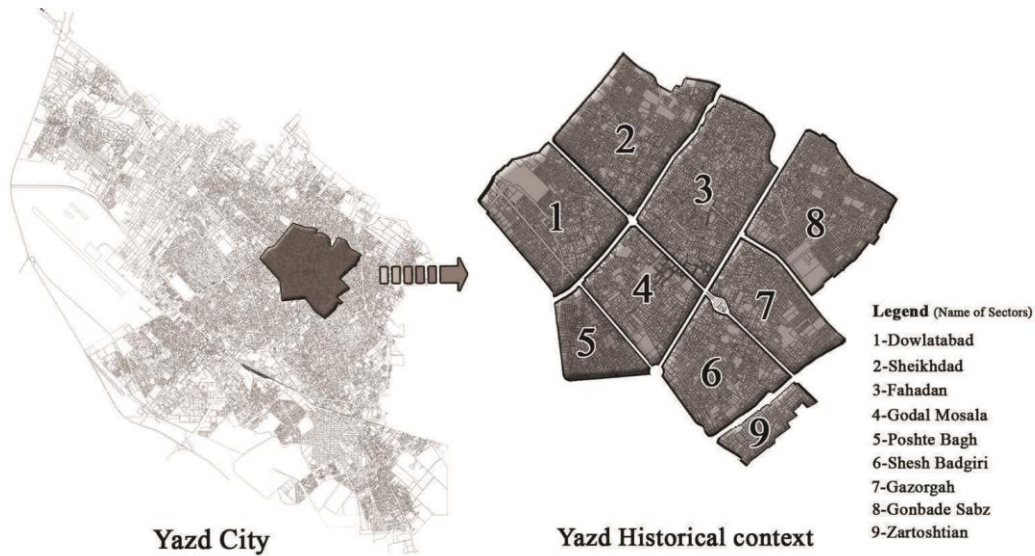 2
3
1
8
4
7
5
6
9
Legend (Name of Sectors)
1-Dowlatabad
2-Sheikhdad
3-Fahadan
4-Godal Mosala
5-Poshte Bagh
6-Shesh Badgiri
7-Gazorgah
8-Gonbade Sabz
9-Zartoshtian
Yazd City
Yazd Historical context